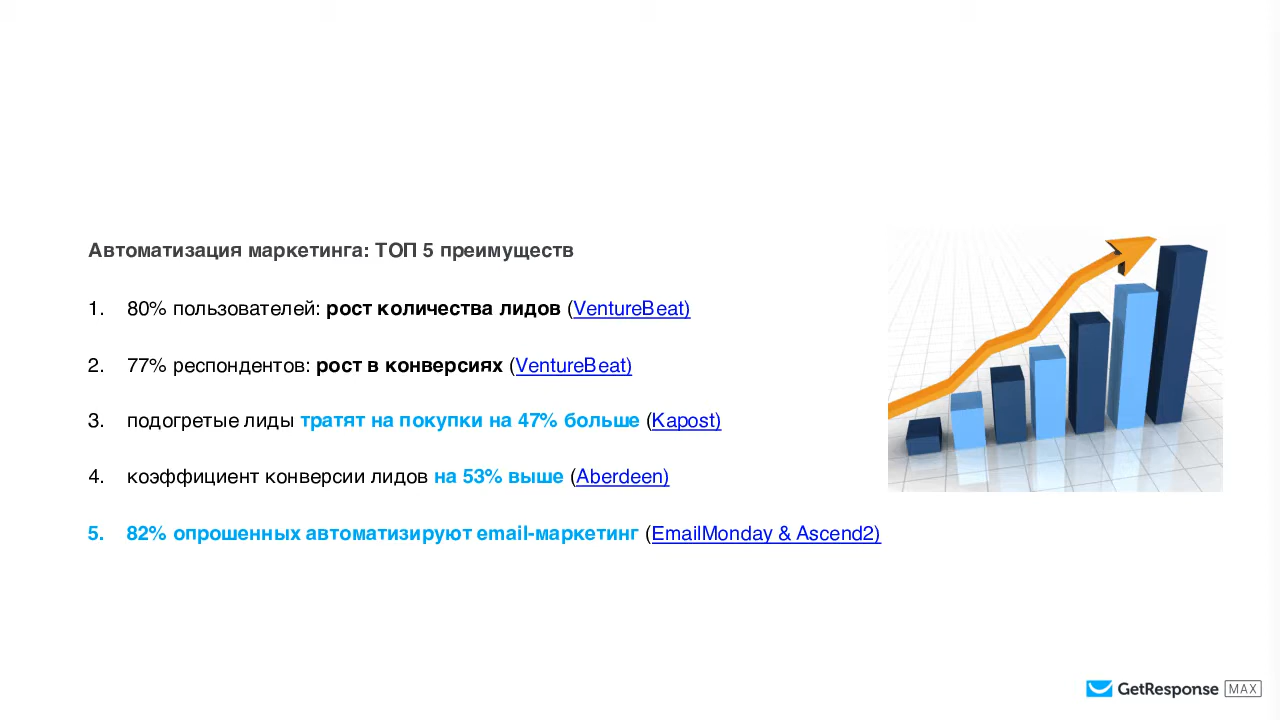 Автоматизация маркетинга: ТОП 5 преимуществ
1. 80% пользователей: рост количества лидов (VentureBeat)
2. 77% респондентов: рост в конверсиях (VentureBeat)
3. подогретые лиды тратят на покупки на 47% больше (Kapost)
4. коэффициент конверсии лидов на 53% выше (Aberdeen)
5. 82% опрошенных автоматизируют email-маркетинг (EmailMonday & Ascend2)
GetResponse MAX